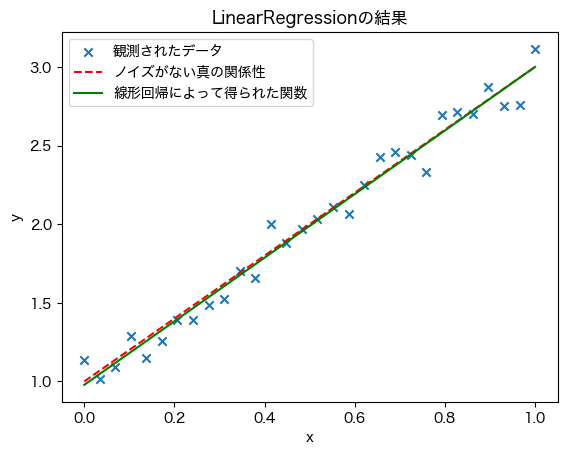 LinearRegressionの結果
観測されたデータ
ノイズがない真の関係性
線形回帰によって得られた関数
3.0
2.5
2.0
1.5
1.0
y
0.0 0.2 0.4 0.6 0.8 1.0
x